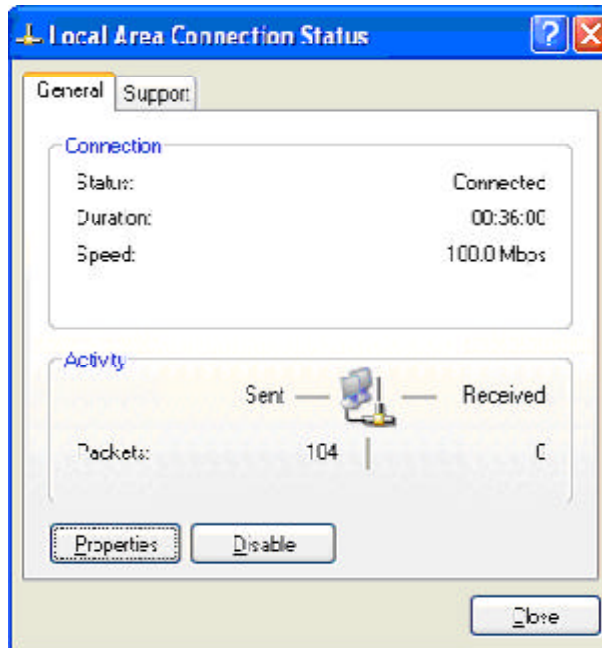 Local Area Connection Status
General Support
Connection
Status: Connected
Duration: 00:36:00
Speed: 100.0 Mbps
Activity
Sent Received
Packets: 104 0
Properties Disable
Close